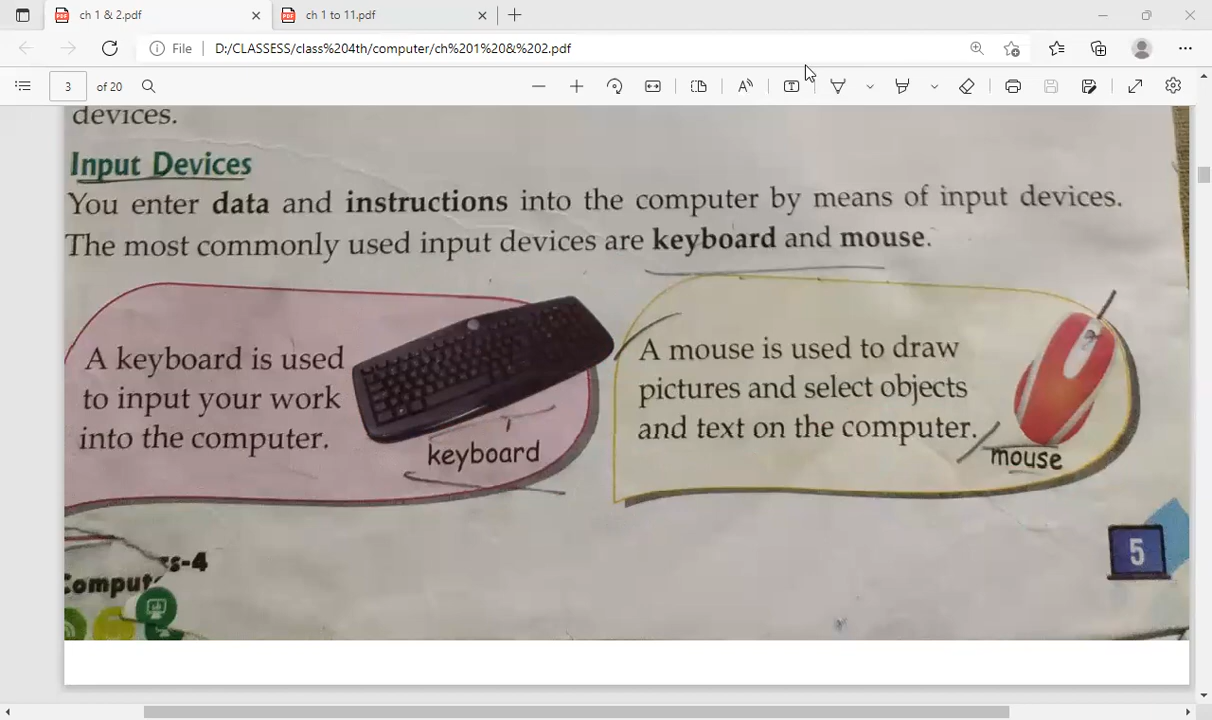 ch 1 & 2.pdf
ch 1 to 11.pdf
File
D:/CLASSESS/class%204th/computer/ch%201%20&%202.pdf
3 of 20
devices.
Input Devices
You enter data and instructions into the computer by means of input devices.
The most commonly used input devices are keyboard and mouse.
A keyboard is used
to input your work
into the computer.
keyboard
A mouse is used to draw
pictures and select objects
and text on the computer.
mouse
s-4
Comput
5